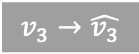 v₃ → v̂₃